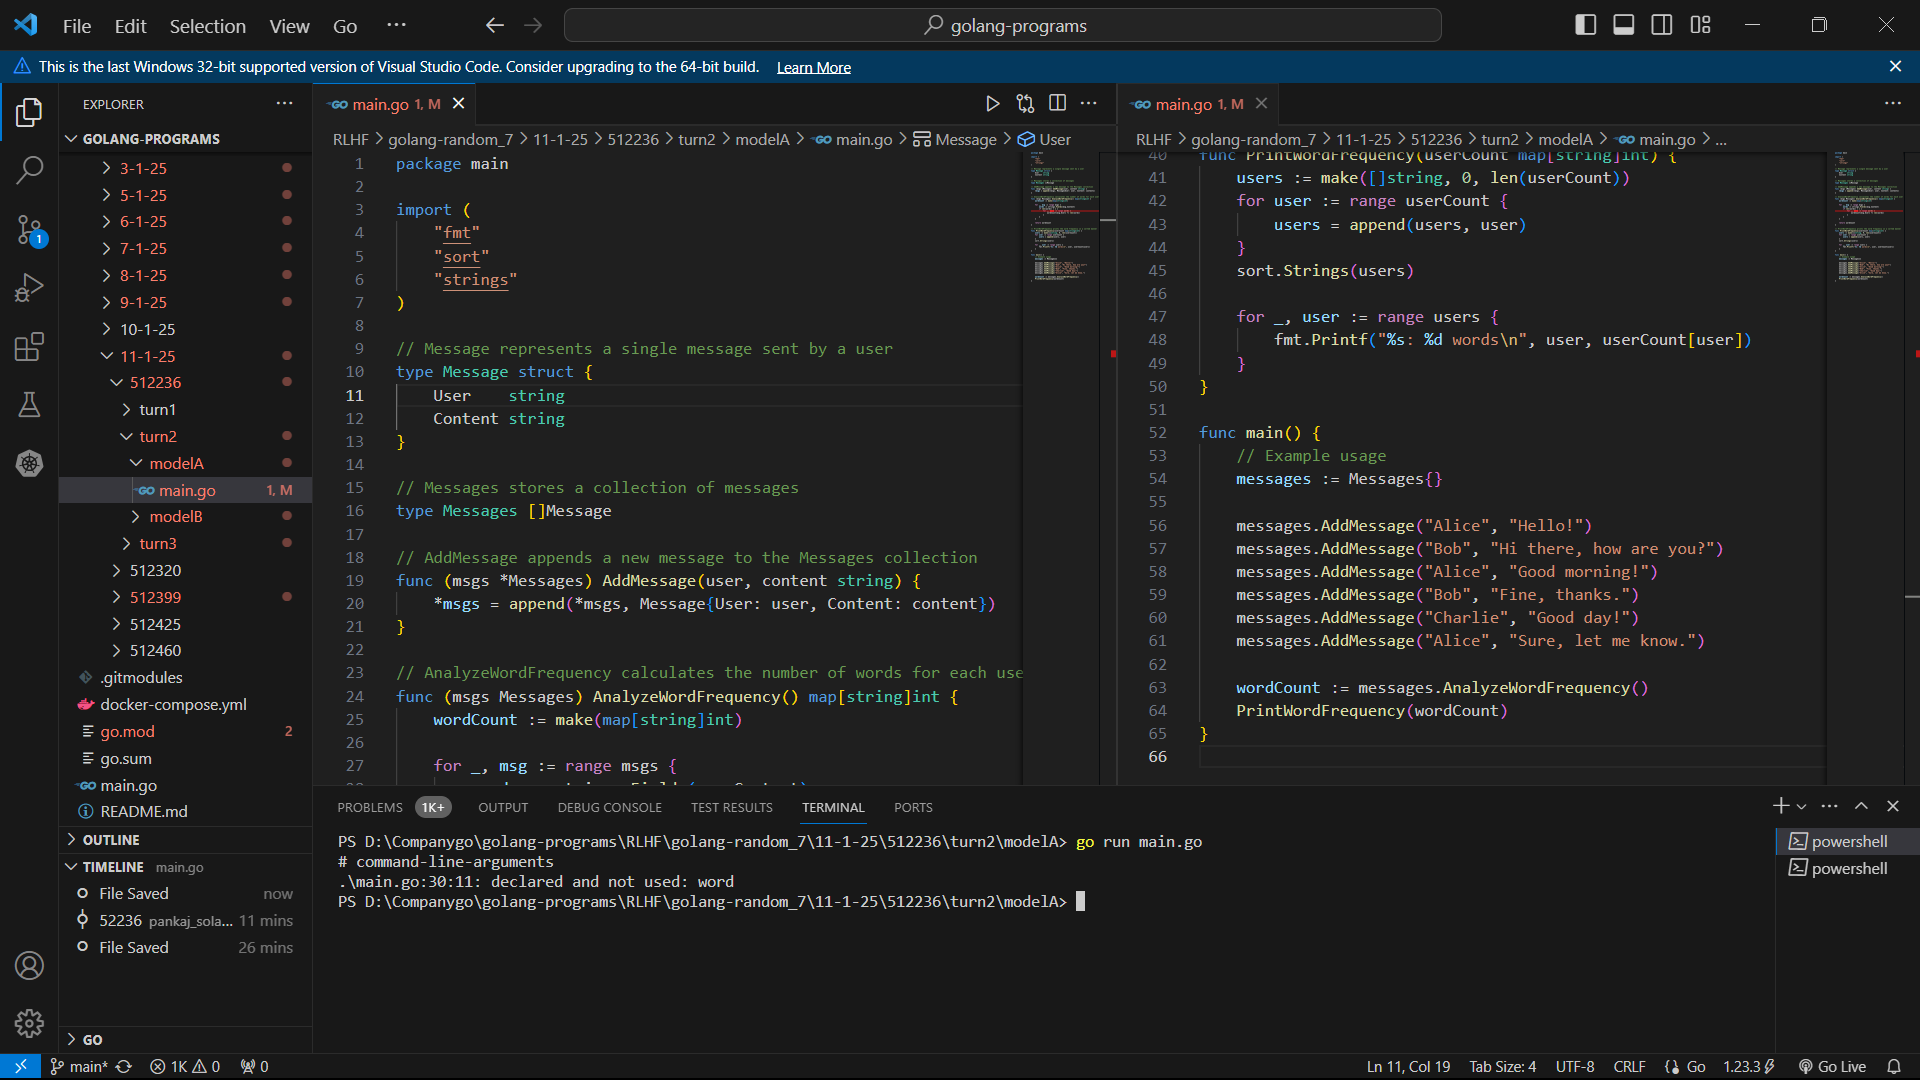 File Edit Selection View Go ···
golang-programs
This is the last Windows 32-bit supported version of Visual Studio Code. Consider upgrading to the 64-bit build. Learn More
EXPLORER
GOLANG-PROGRAMS
3-1-25
5-1-25
6-1-25
7-1-25
8-1-25
9-1-25
10-1-25
11-1-25
512236
turn1
turn2
modelA
main.go 1, M
modelB
turn3
512320
512399
512425
512460
.gitmodules
docker-compose.yml
go.mod 2
go.sum
main.go
README.md
OUTLINE
TIMELINE main.go
File Saved now
52236 pankaj_sola... 11 mins
File Saved 26 mins
GO
main.go 1, M
RLHF > golang-random_7 > 11-1-25 > 512236 > turn2 > modelA > main.go > Message > User
1 package main
2
3 import (
4 "fmt"
5 "sort"
6 "strings"
7 )
8
9 // Message represents a single message sent by a user
10 type Message struct {
11 User string
12 Content string
13 }
14
15 // Messages stores a collection of messages
16 type Messages []Message
17
18 // AddMessage appends a new message to the Messages collection
19 func (msgs *Messages) AddMessage(user, content string) {
20 *msgs = append(*msgs, Message{User: user, Content: content})
21 }
22
23 // AnalyzeWordFrequency calculates the number of words for each use
24 func (msgs Messages) AnalyzeWordFrequency() map[string]int {
25 wordCount := make(map[string]int)
26
27 for _, msg := range msgs {
main.go 1, M
RLHF > golang-random_7 > 11-1-25 > 512236 > turn2 > modelA > main.go > ...
40 func PrintWordFrequency(userCount map[string]int) {
41 users := make([]string, 0, len(userCount))
42 for user := range userCount {
43 users = append(users, user)
44 }
45 sort.Strings(users)
46
47 for _, user := range users {
48 fmt.Printf("%s: %d words\n", user, userCount[user])
49 }
50 }
51
52 func main() {
53 // Example usage
54 messages := Messages{}
55
56 messages.AddMessage("Alice", "Hello!")
57 messages.AddMessage("Bob", "Hi there, how are you?")
58 messages.AddMessage("Alice", "Good morning!")
59 messages.AddMessage("Bob", "Fine, thanks.")
60 messages.AddMessage("Charlie", "Good day!")
61 messages.AddMessage("Alice", "Sure, let me know.")
62
63 wordCount := messages.AnalyzeWordFrequency()
64 PrintWordFrequency(wordCount)
65 }
66
PROBLEMS 1K+ OUTPUT DEBUG CONSOLE TEST RESULTS TERMINAL PORTS
PS D:\Companygo\golang-programs\RLHF\golang-random_7\11-1-25\512236\turn2\modelA> go run main.go
# command-line-arguments
.\main.go:30:11: declared and not used: word
PS D:\Companygo\golang-programs\RLHF\golang-random_7\11-1-25\512236\turn2\modelA>
powershell
powershell
1
main* 1K 0 0
Ln 11, Col 19 Tab Size: 4 UTF-8 CRLF Go 1.23.3 Go Live